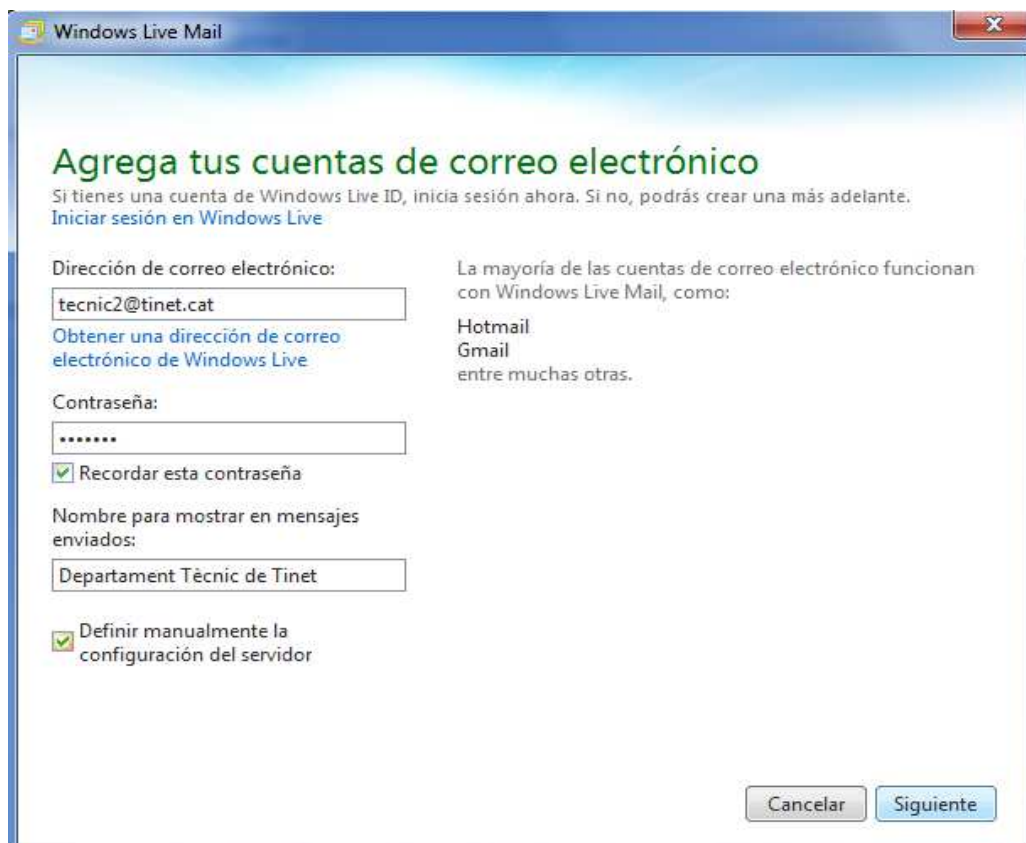 Windows Live Mail
Agrega tus cuentas de correo electrónico
Si tienes una cuenta de Windows Live ID, inicia sesión ahora. Si no, podrás crear una más adelante.
Iniciar sesión en Windows Live
Dirección de correo electrónico:
tecnic2@tinet.cat
Obtener una dirección de correo
electrónico de Windows Live
Contraseña:
•••••••
Recordar esta contraseña
Nombre para mostrar en mensajes
enviados:
Departament Tècnic de Tinet
Definir manualmente la
configuración del servidor
La mayoría de las cuentas de correo electrónico funcionan
con Windows Live Mail, como:
Hotmail
Gmail
entre muchas otras.
Cancelar
Siguiente